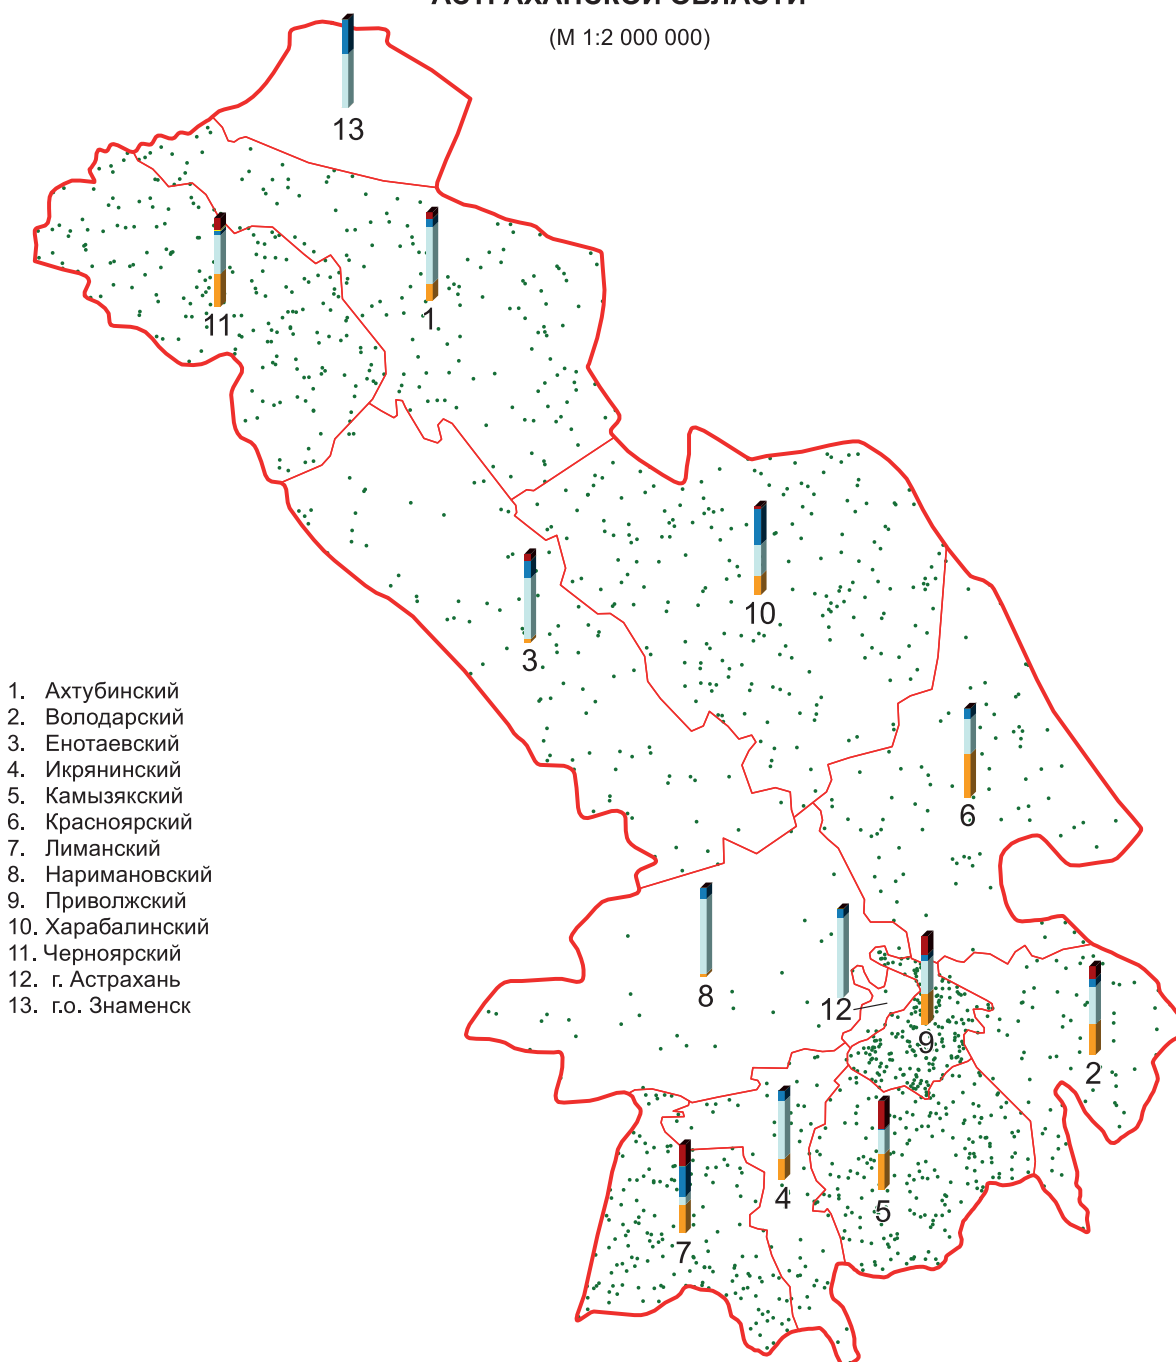 АСТРАХАНСКОЙ ОБЛАСТИ
(М 1:2 000 000)
13
11
1
10
3
6
8
12
9
2
4
5
7
1. Ахтубинский
2. Володарский
3. Енотаевский
4. Икрянинский
5. Камызякский
6. Красноярский
7. Лиманский
8. Наримановский
9. Приволжский
10. Харабалинский
11. Черноярский
12. г. Астрахань
13. г.о. Знаменск